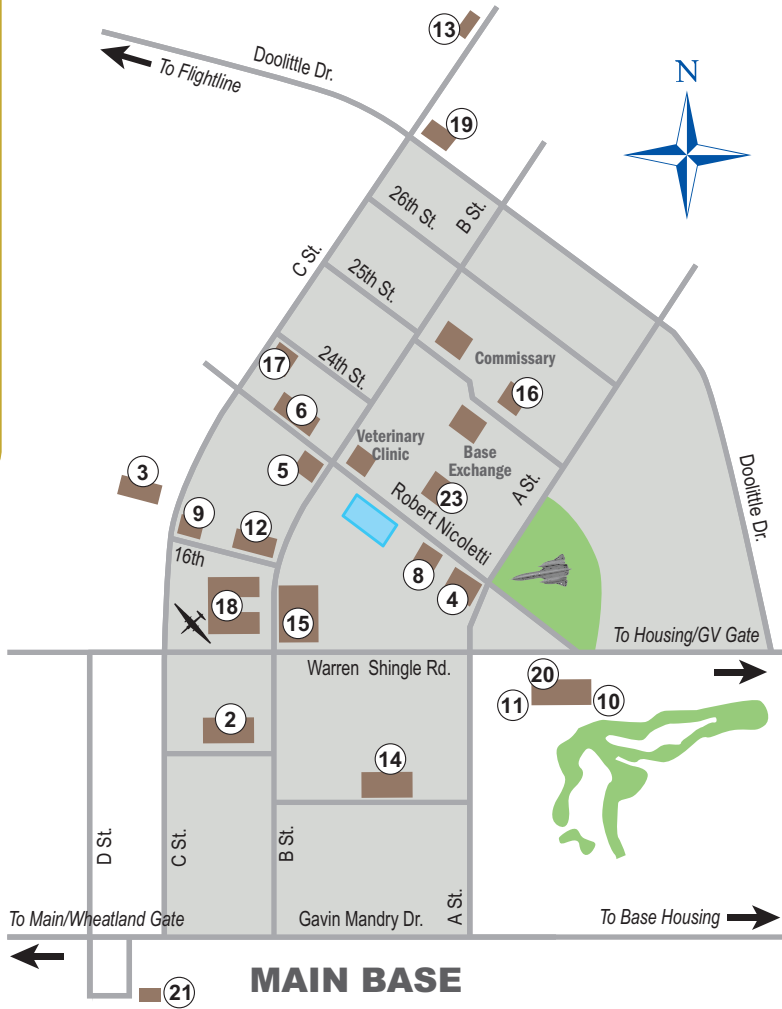 13
Doolittle Dr.
To Flightline
N
19
26th St.
B St.
C St.
25th St.
17
24th St.
Commissary
16
6
Veterinary
Clinic
Base
Exchange
3
5
23
A St.
Doolittle Dr.
9
12
Robert Nicoletti
16th
8
4
18
15
To Housing/GV Gate
Warren Shingle Rd.
20
11
10
2
14
D St.
C St.
B St.
A St.
To Main/Wheatland Gate
Gavin Mandry Dr.
To Base Housing
MAIN BASE
21